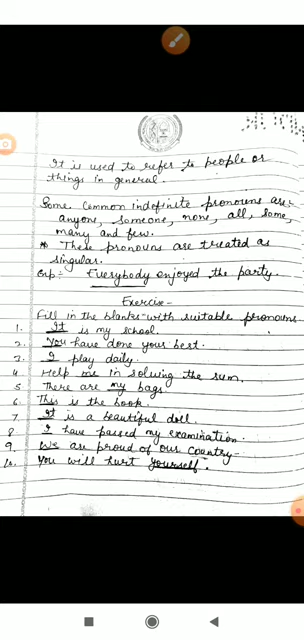 It is used to refer to people or
things in general.
Some common indefinite pronouns are:-
anyone, someone, none, all, some,
many and few.
* These pronouns are treated as
singular.
Exp:- Everybody enjoyed the party.
Exercise-
Fill in the blanks with suitable pronouns
1. It is my school.
2. You have done your best.
3. I play daily.
4. Help me in solving the sum.
5. There are my bags.
6. This is the book.
7. It is a beautiful doll.
8. I have passed my examination.
9. We are proud of our country-
10. You will hurt yourself.